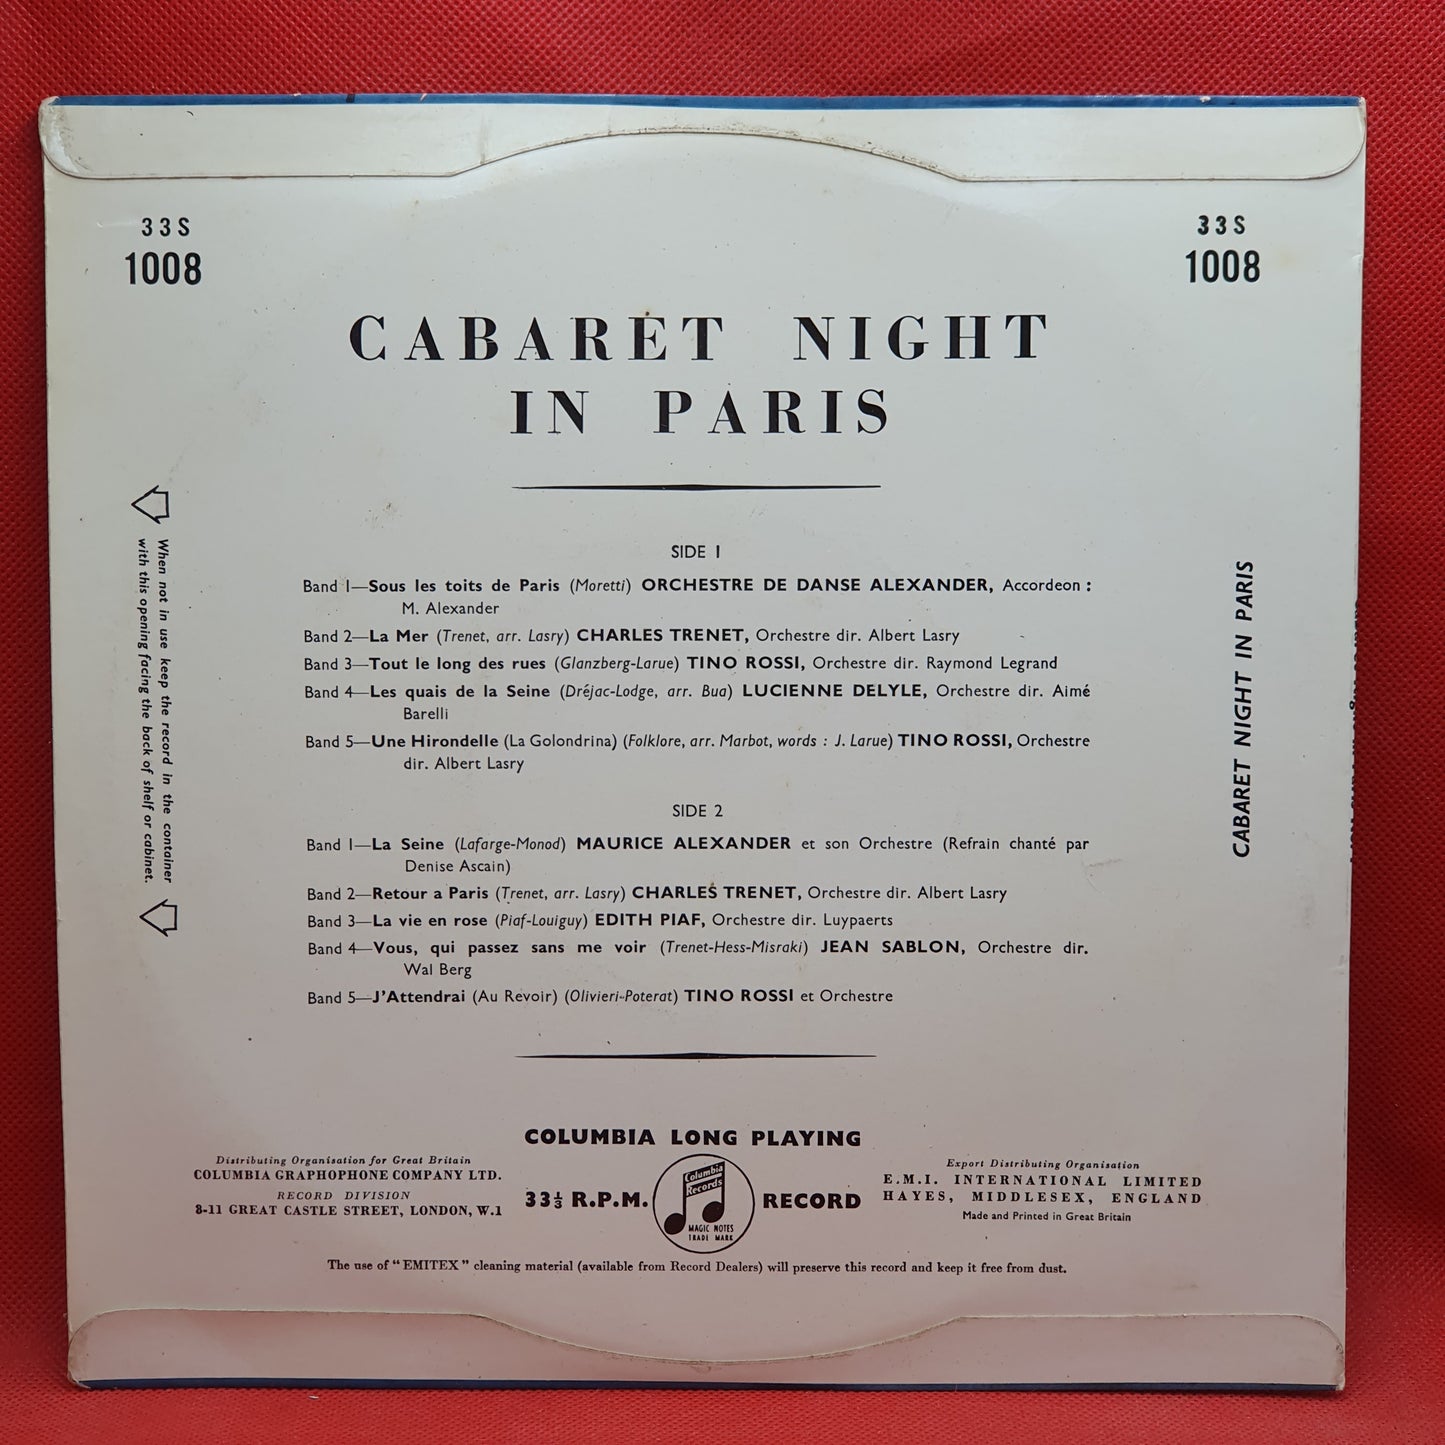 33S
1008
33S
1008
CABARET NIGHT
IN PARIS
When not in use keep the record in the container
with this opening facing the back of shelf or cabinet.
CABARET NIGHT IN PARIS
SIDE 1
Band 1—Sous les toits de Paris (Moretti) ORCHESTRE DE DANSE ALEXANDER, Accordeon :
M. Alexander
Band 2—La Mer (Trenet, arr. Lasry) CHARLES TRENET, Orchestre dir. Albert Lasry
Band 3—Tout le long des rues (Glanzberg-Larue) TINO ROSSI, Orchestre dir. Raymond Legrand
Band 4—Les quais de la Seine (Dréjac-Lodge, arr. Bua) LUCIENNE DELYLE, Orchestre dir. Aimé
Barelli
Band 5—Une Hirondelle (La Golondrina) (Folklore, arr. Marbot, words : J. Larue) TINO ROSSI, Orchestre
dir. Albert Lasry
SIDE 2
Band 1—La Seine (Lafarge-Monod) MAURICE ALEXANDER et son Orchestre (Refrain chanté par
Denise Ascain)
Band 2—Retour a Paris (Trenet, arr. Lasry) CHARLES TRENET, Orchestre dir. Albert Lasry
Band 3—La vie en rose (Piaf-Louiguy) EDITH PIAF, Orchestre dir. Luypaerts
Band 4—Vous, qui passez sans me voir (Trenet-Hess-Misraki) JEAN SABLON, Orchestre dir.
Wal Berg
Band 5—J'Attendrai (Au Revoir) (Olivieri-Poterat) TINO ROSSI et Orchestre
COLUMBIA LONG PLAYING
33⅓ R.P.M.
RECORD
Columbia
Records
MAGIC NOTES
TRADE MARK
Distributing Organisation for Great Britain
COLUMBIA GRAPHOPHONE COMPANY LTD.
RECORD DIVISION
8-11 GREAT CASTLE STREET, LONDON, W.1
Export Distributing Organisation
E.M.I. INTERNATIONAL LIMITED
HAYES, MIDDLESEX, ENGLAND
Made and Printed in Great Britain
The use of "EMITEX" cleaning material (available from Record Dealers) will preserve this record and keep it free from dust.